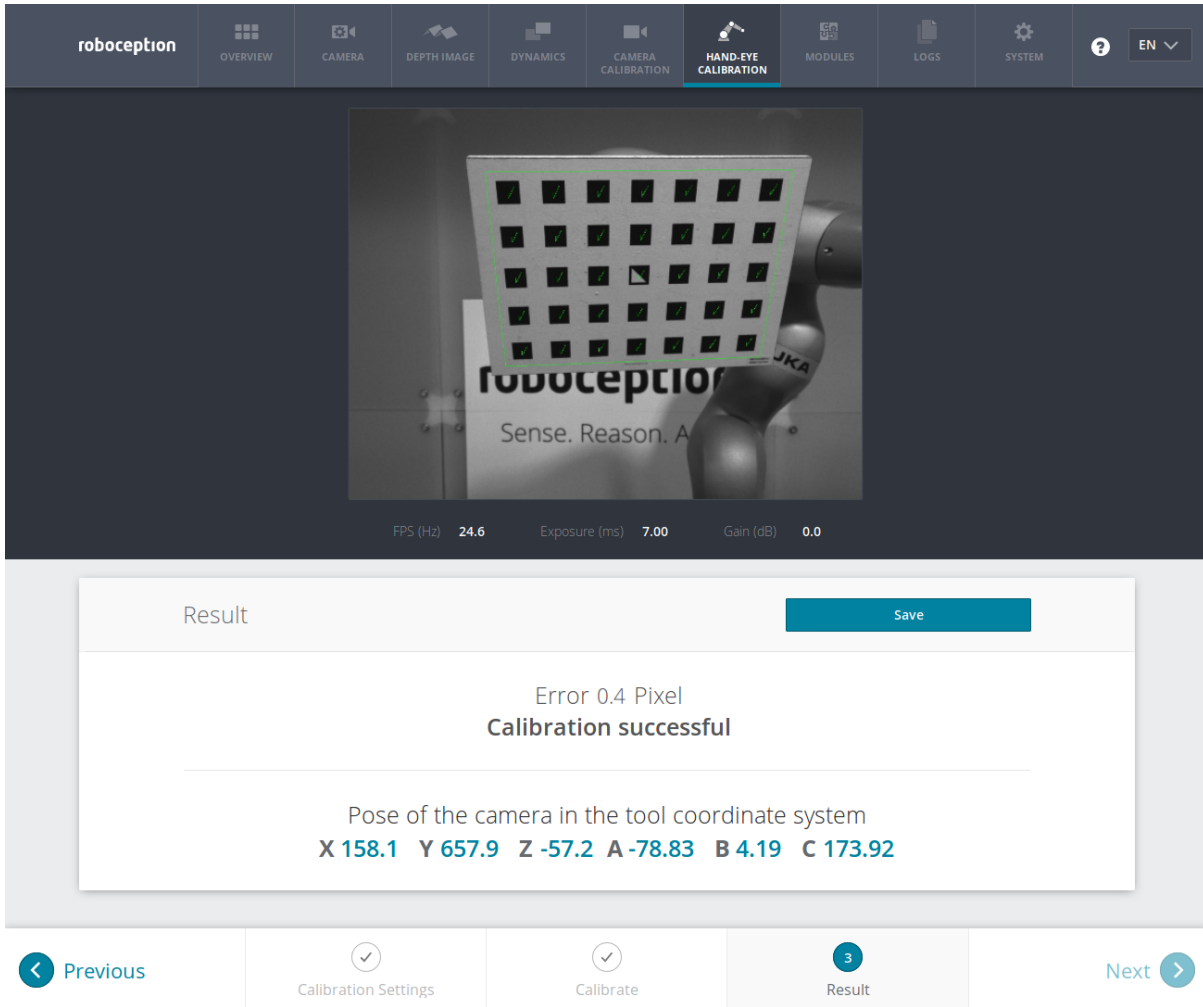 roboception
OVERVIEW
CAMERA
DEPTH IMAGE
DYNAMICS
CAMERA
CALIBRATION
HAND-EYE
CALIBRATION
MODULES
LOGS
SYSTEM
?
EN
roboception
KUKA
Sense. Reason. A
FPS (Hz) 24.6 Exposure (ms) 7.00 Gain (dB) 0.0
Result
Save
Error 0.4 Pixel
Calibration successful
Pose of the camera in the tool coordinate system
X 158.1 Y 657.9 Z -57.2 A -78.83 B 4.19 C 173.92
Previous
Calibration Settings
Calibrate
3
Result
Next